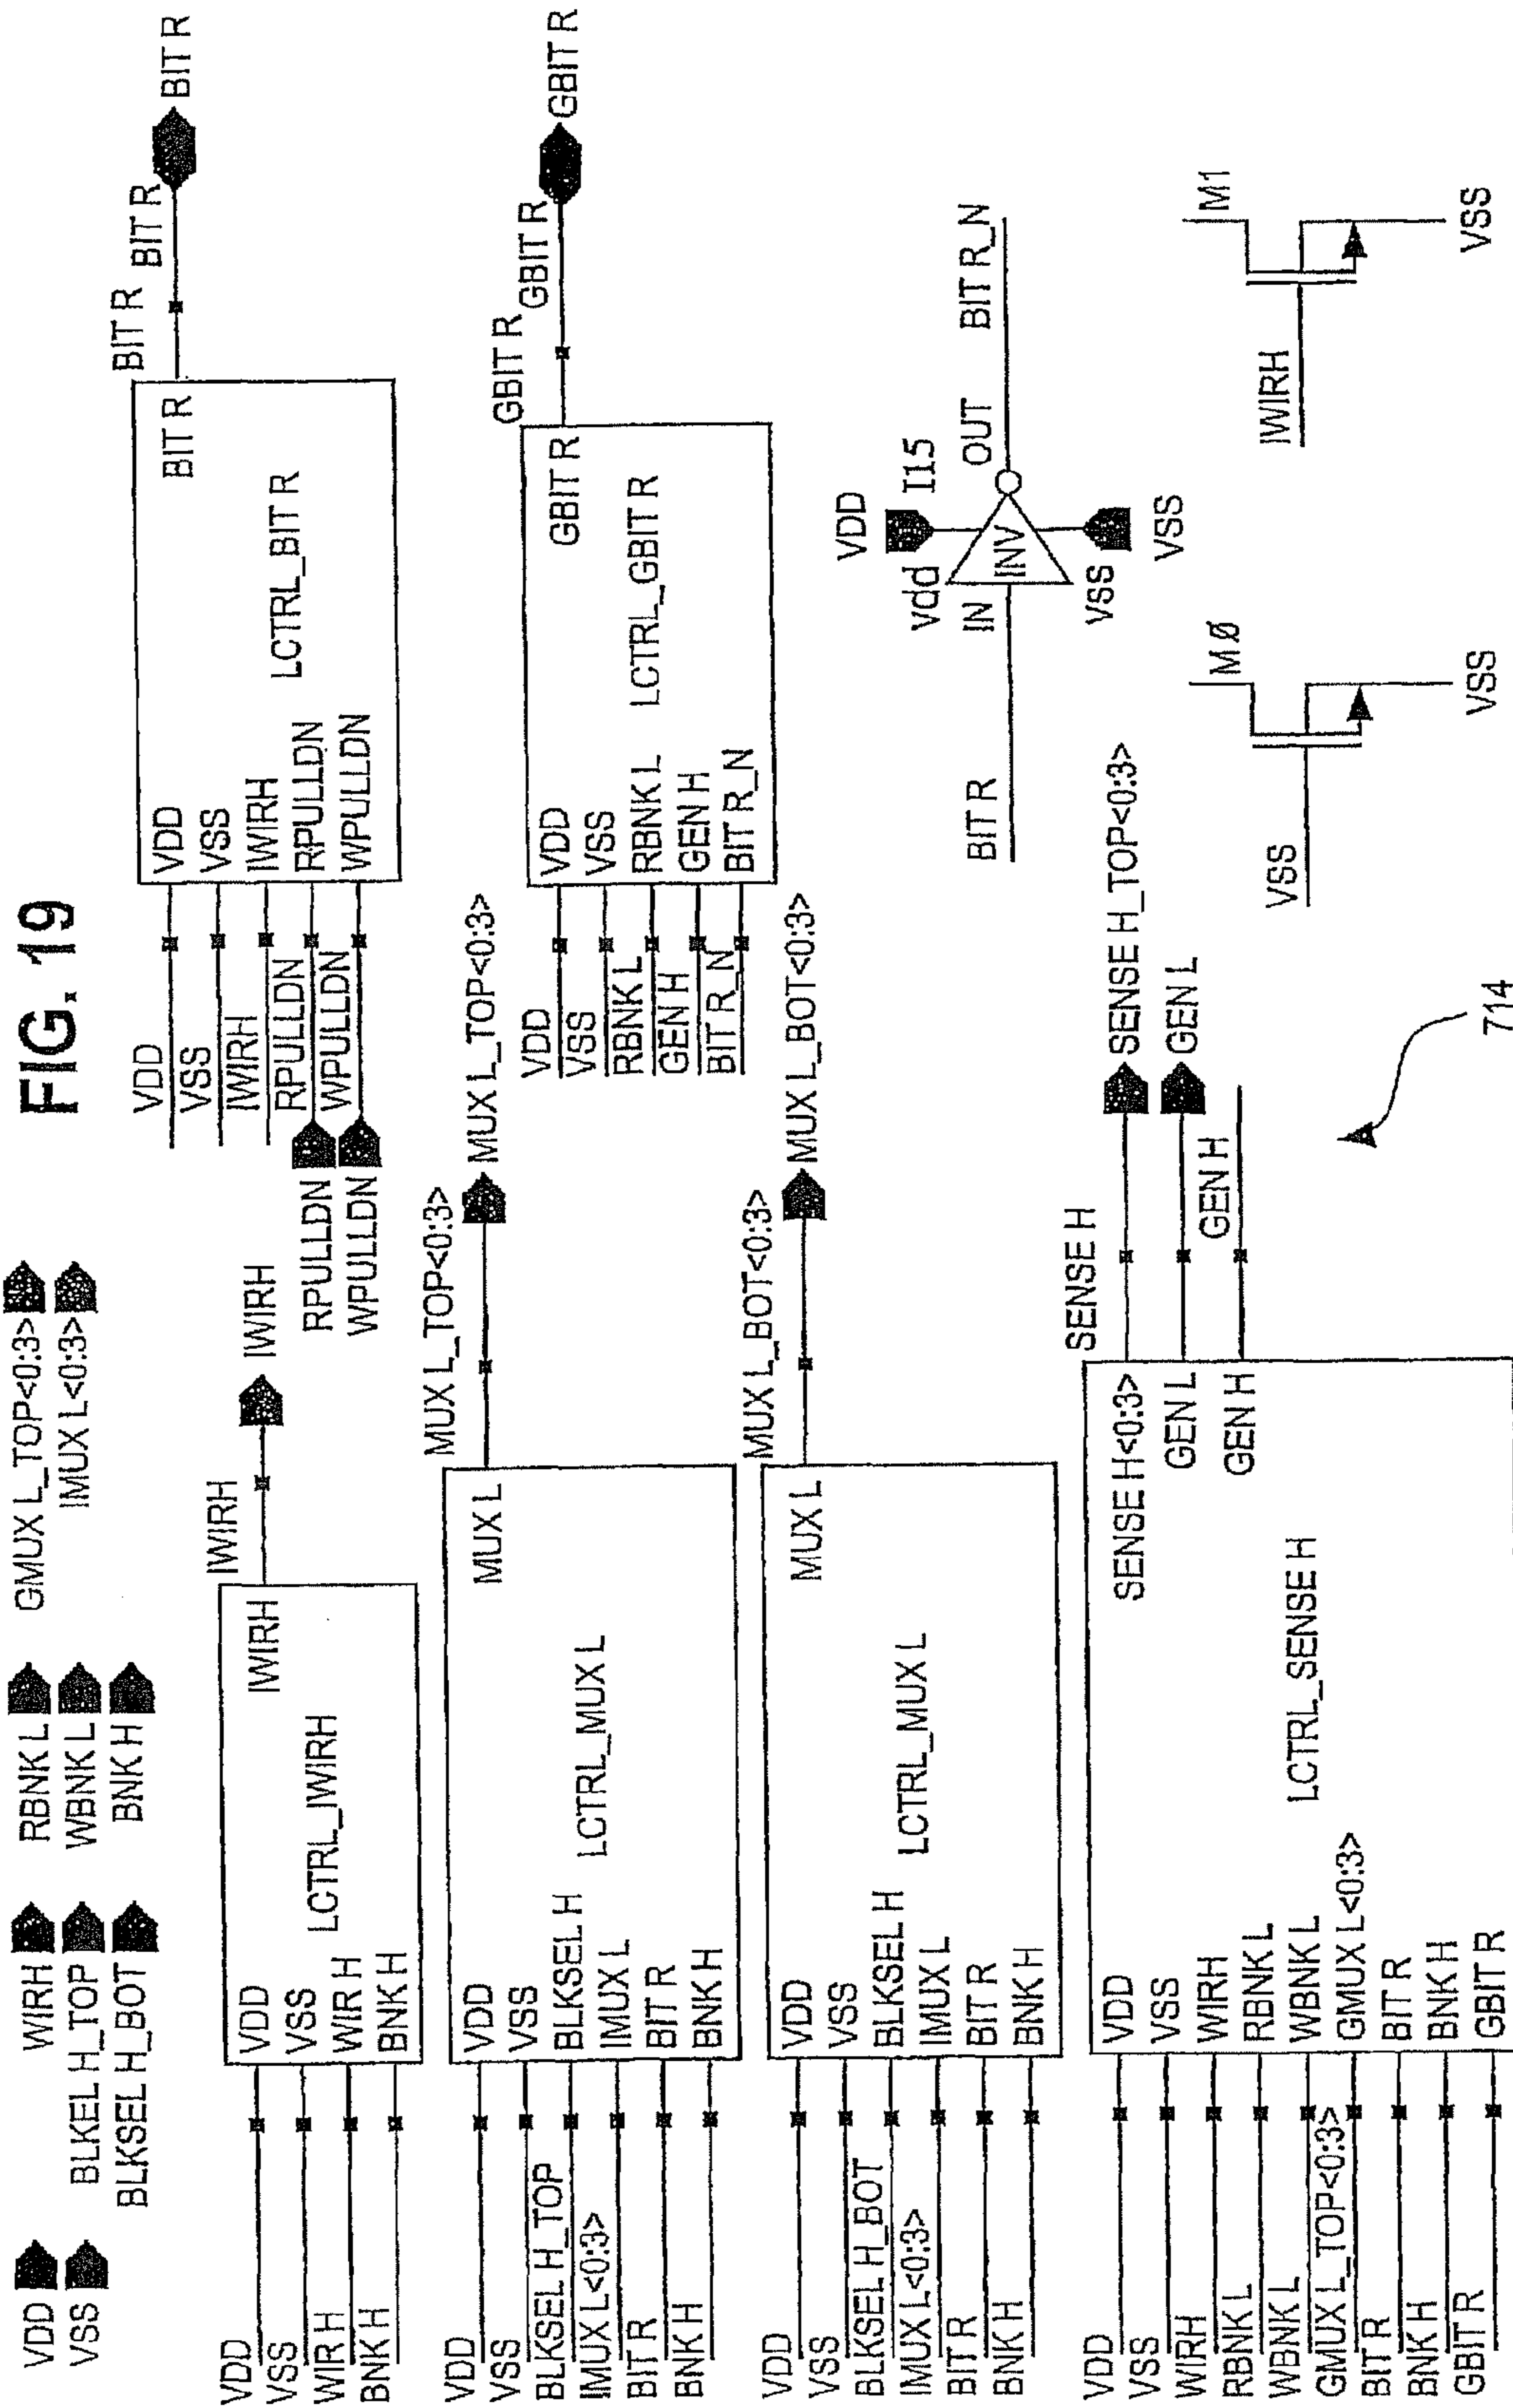 FIG. 19
VDD
VSS
WIRH
BLKEL H_TOP
BLKSEL H_BOT
RBNK L
WBNK L
BNK H
GMUX L_TOP<0:3>
IMUX L<0:3>
VDD
VSS
WIR H
BNK H
VDD
VSS
WIR H
BNK H
LCTRL_IWIRH
IWIRH
IWIRH
IWIRH
VDD
VSS
IWIRH
RPULLDN
WPULLDN
RPULLDN
WPULLDN
VDD
VSS
IWIRH
RPULLDN
WPULLDN
LCTRL_BIT R
BIT R
BIT R
BIT R
BIT R
VDD
VSS
BLKSEL H_TOP
IMUX L<0:3>
BIT R
BNK H
VDD
VSS
BLKSEL H
IMUX L
BIT R
BNK H
LCTRL_MUX L
MUX L
MUX L_TOP<0:3>
MUX L_TOP<0:3>
VDD
VSS
RBNK L
GEN H
BIT R_N
VDD
VSS
RBNK L
GEN H
BIT R_N
LCTRL_GBIT R
GBIT R
GBIT R
GBIT R
GBIT R
VDD
VSS
BLKSEL H_BOT
IMUX L<0:3>
BIT R
BNK H
VDD
VSS
BLKSEL H
IMUX L
BIT R
BNK H
LCTRL_MUX L
MUX L
MUX L_BOT<0:3>
MUX L_BOT<0:3>
BIT R
IN
INV
VDD
vdd
I15
OUT
BIT R_N
VSS
VSS
VDD
VSS
WIRH
RBNK L
WBNK L
GMUX L_TOP<0:3>
BIT R
BNK H
GBIT R
VDD
VSS
WIRH
RBNK L
WBNK L
GMUX L<0:3>
BIT R
BNK H
GBIT R
LCTRL_SENSE H
SENSE H<0:3>
GEN L
GEN H
SENSE H
SENSE H_TOP<0:3>
GEN L
GEN H
VSS
MØ
VSS
IWIRH
M1
VSS
714